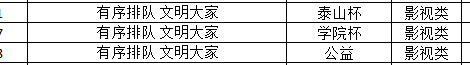 有序排队 文明大家 泰山杯 影视类
7 有序排队 文明大家 学院杯 影视类
有序排队 文明大家 公益 影视类